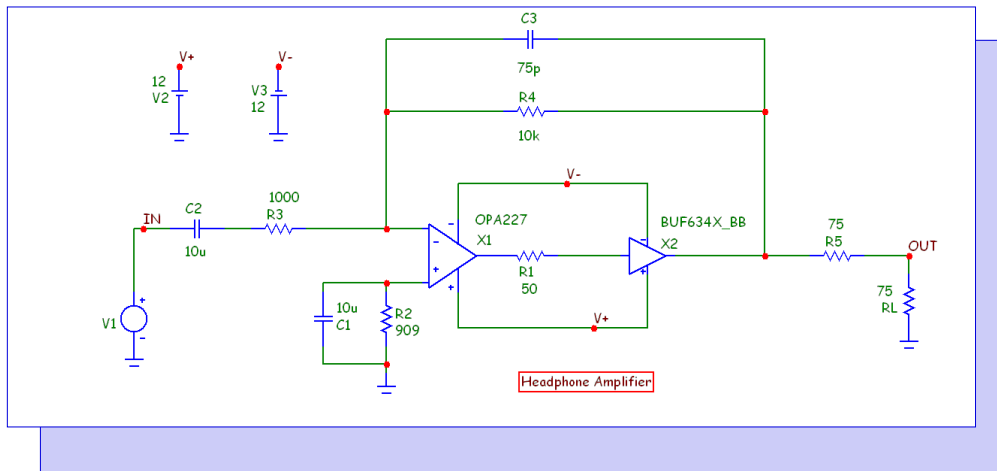 C3
75p
R4
10k
V+
12
V2
V-
V3
12
V-
1000
R3
C2
10u
IN
OPA227
X1
BUF634X_BB
X2
75
R5
OUT
R1
50
10u
C1
R2
909
V1
V+
75
RL
Headphone Amplifier